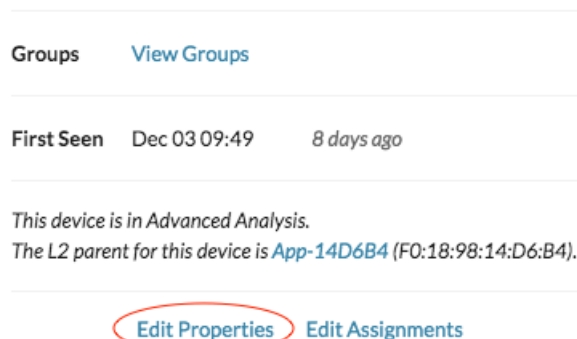 Groups View Groups
First Seen Dec 03 09:49 8 days ago
This device is in Advanced Analysis.
The L2 parent for this device is App-14D6B4 (F0:18:98:14:D6:B4).
Edit Properties Edit Assignments